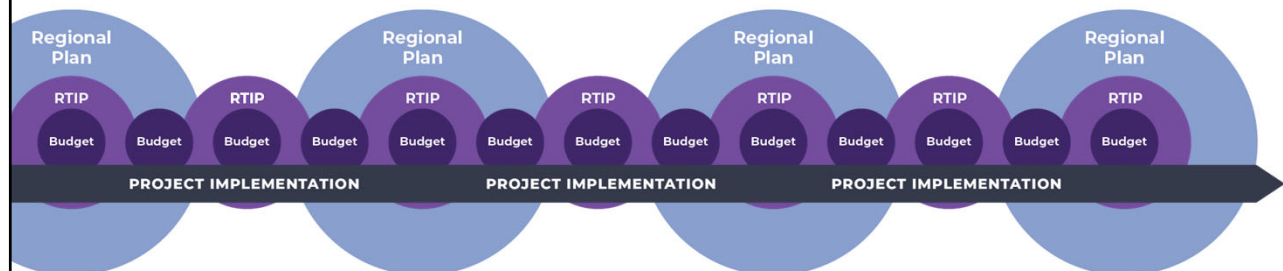 Regional
Plan
Regional
Plan
Regional
Plan
Regional
Plan
RTIP
RTIP
RTIP
RTIP
RTIP
RTIP
RTIP
Budget
Budget
Budget
Budget
Budget
Budget
Budget
Budget
Budget
Budget
Budget
Budget
Budget
PROJECT IMPLEMENTATION
PROJECT IMPLEMENTATION
PROJECT IMPLEMENTATION